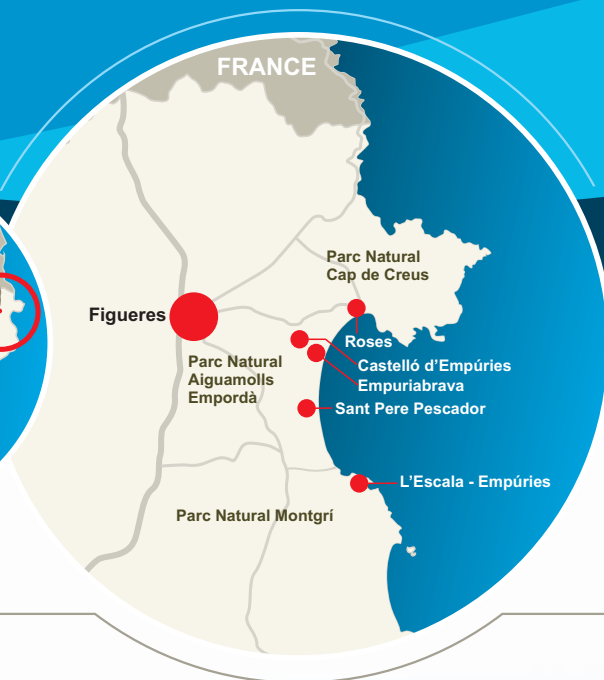 FRANCE
Parc Natural
Cap de Creus
Figueres
Roses
Parc Natural
Aiguamolls
Empordà
Castelló d’Empúries
Empuriabrava
Sant Pere Pescador
L’Escala - Empúries
Parc Natural Montgrí